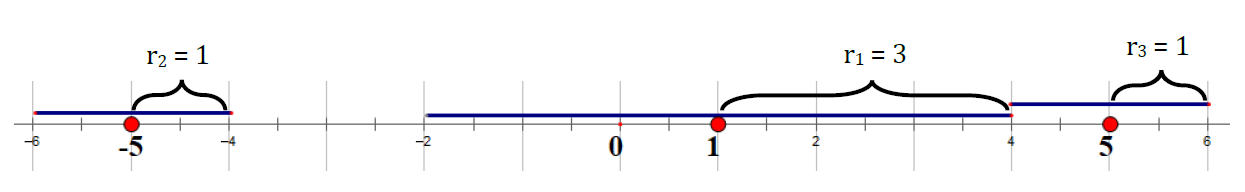 r₂ = 1
r₁ = 3
r₃ = 1
−6 -5 −4 −2 0 1 2 4 5 6